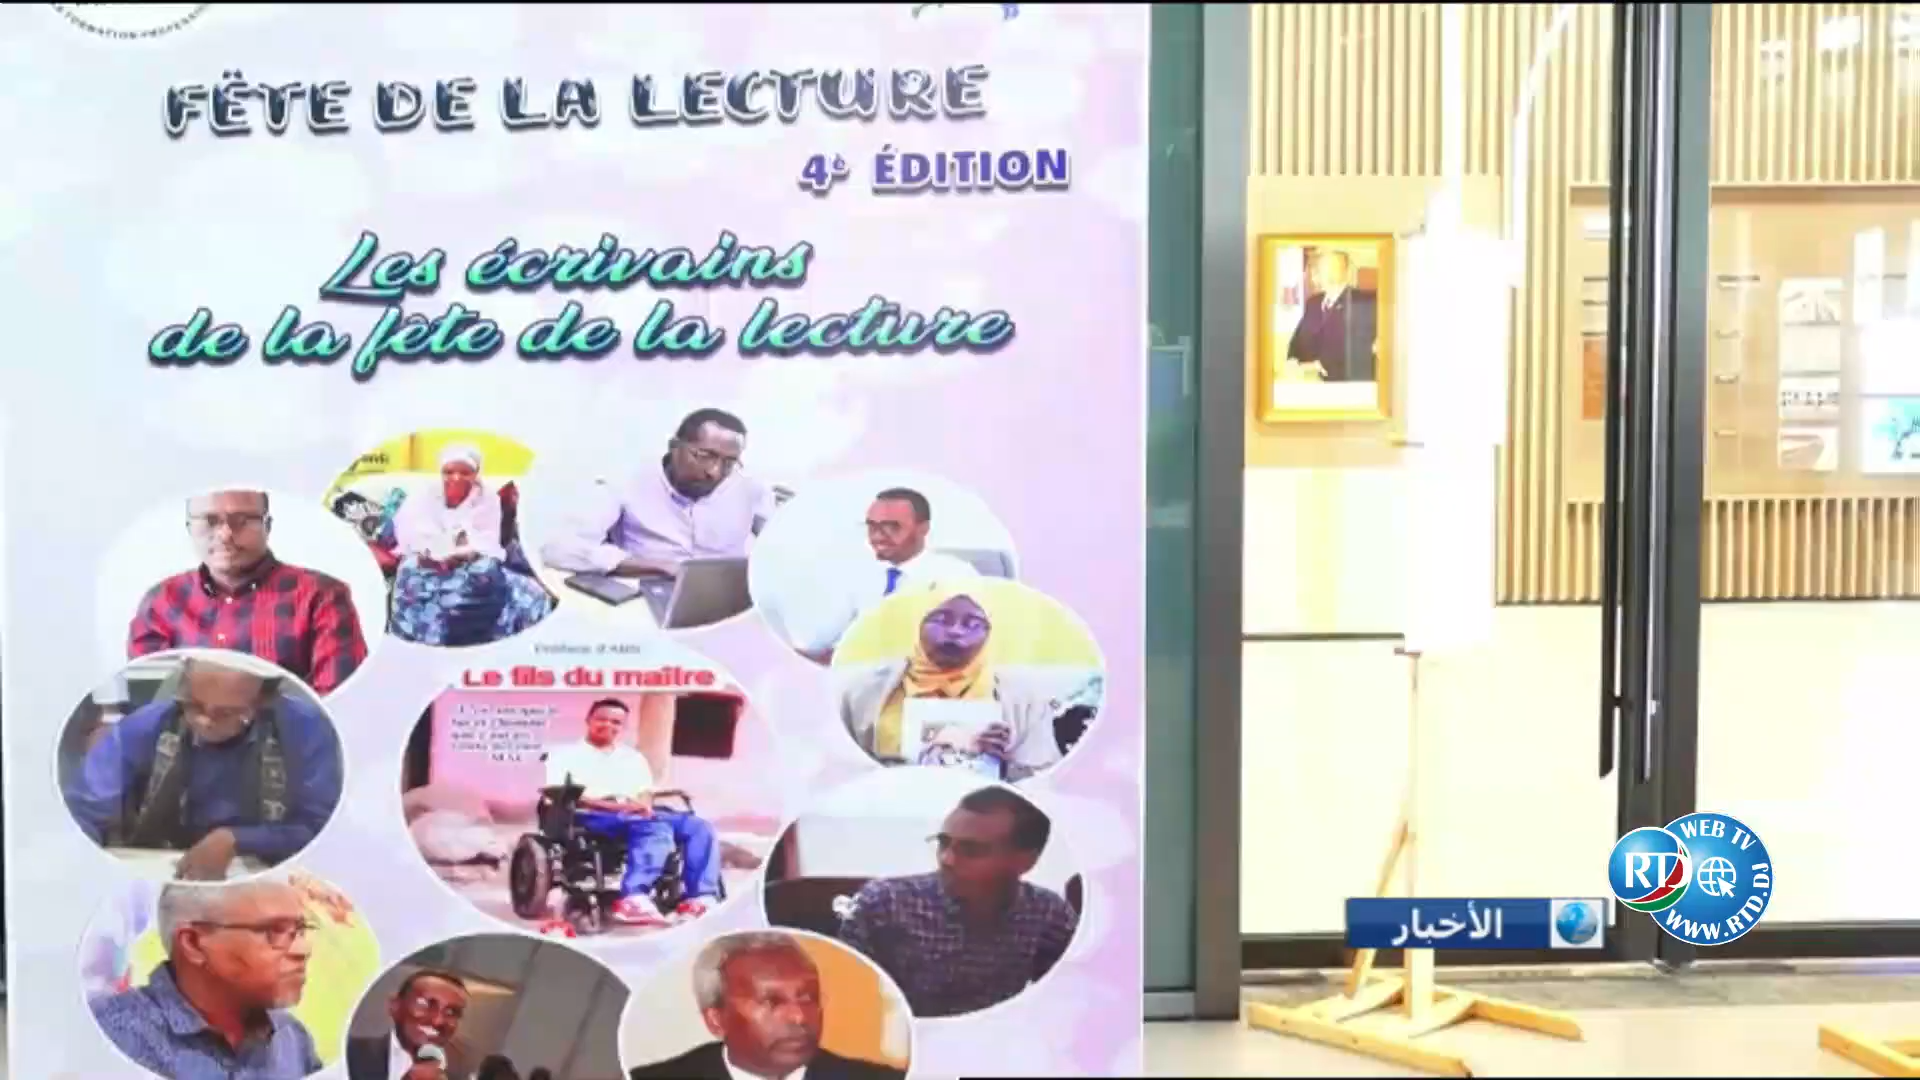 FÊTE DE LA LECTURE
4è ÉDITION
Les écrivains
de la fête de la lecture
Le fils du maître
الأخبار
RTD
WEB TV
WWW.RTD.DJ